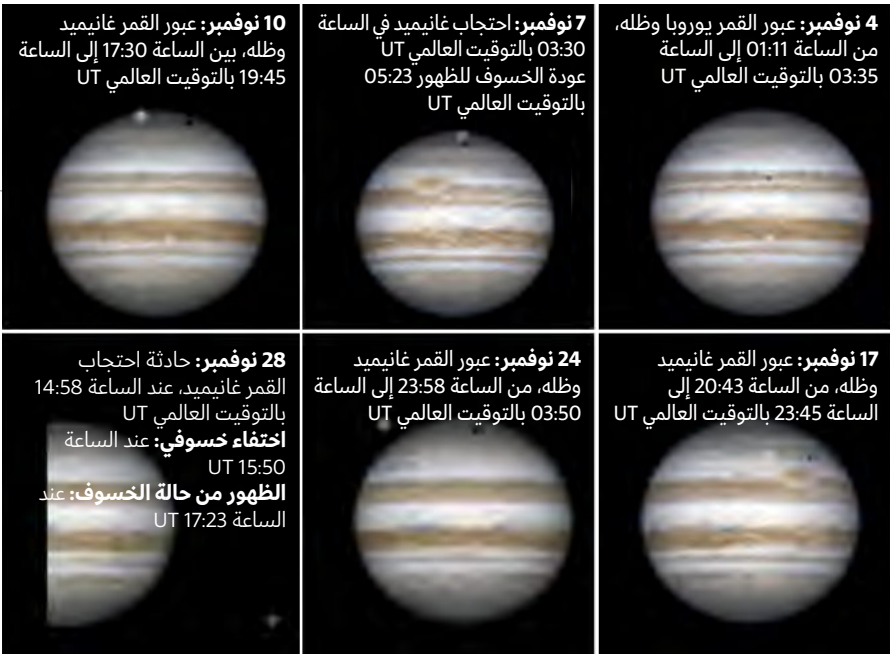 4 نوفمبر: عبور القمر يوروبا وظله،
من الساعة 01:11 إلى الساعة
03:35 بالتوقيت العالمي UT
7 نوفمبر: احتجاب غانيميد في الساعة
03:30 بالتوقيت العالمي UT
عودة الخسوف للظهور 05:23
بالتوقيت العالمي UT
10 نوفمبر: عبور القمر غانيميد
وظله، بين الساعة 17:30 إلى الساعة
19:45 بالتوقيت العالمي UT
17 نوفمبر: عبور القمر غانيميد
وظله، من الساعة 20:43 إلى
الساعة 23:45 بالتوقيت العالمي UT
24 نوفمبر: عبور القمر غانيميد
وظله، من الساعة 23:58 إلى الساعة
03:50 بالتوقيت العالمي UT
28 نوفمبر: حادثة احتجاب
القمر غانيميد، عند الساعة 14:58
بالتوقيت العالمي UT
اختفاء خسوفي: عند الساعة
15:50 UT
الظهور من حالة الخسوف: عند
الساعة 17:23 UT